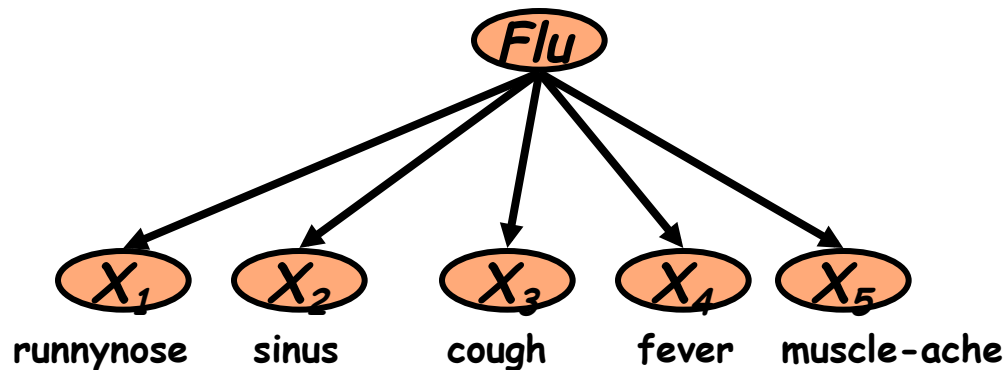 Flu
X₁ X₂ X₃ X₄ X₅
runnynose sinus cough fever muscle-ache